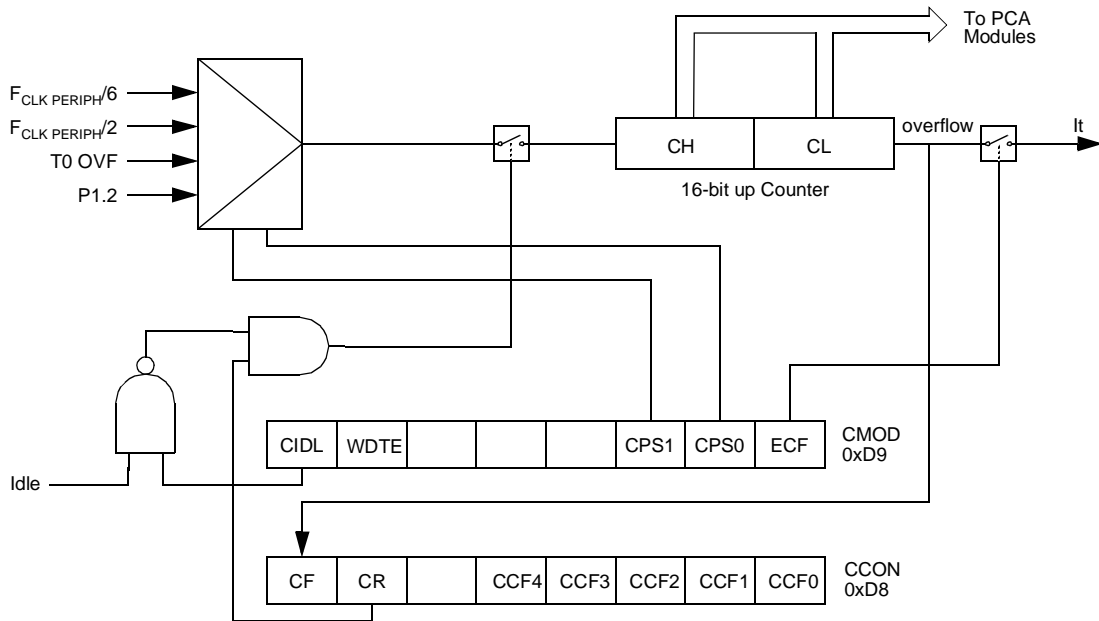 To PCA
Modules
FCLK PERIPH/6
FCLK PERIPH/2
T0 OVF
P1.2
CH
CL
overflow
It
16-bit up Counter
CIDL
WDTE
CPS1
CPS0
ECF
CMOD
0xD9
Idle
CF
CR
CCF4
CCF3
CCF2
CCF1
CCF0
CCON
0xD8